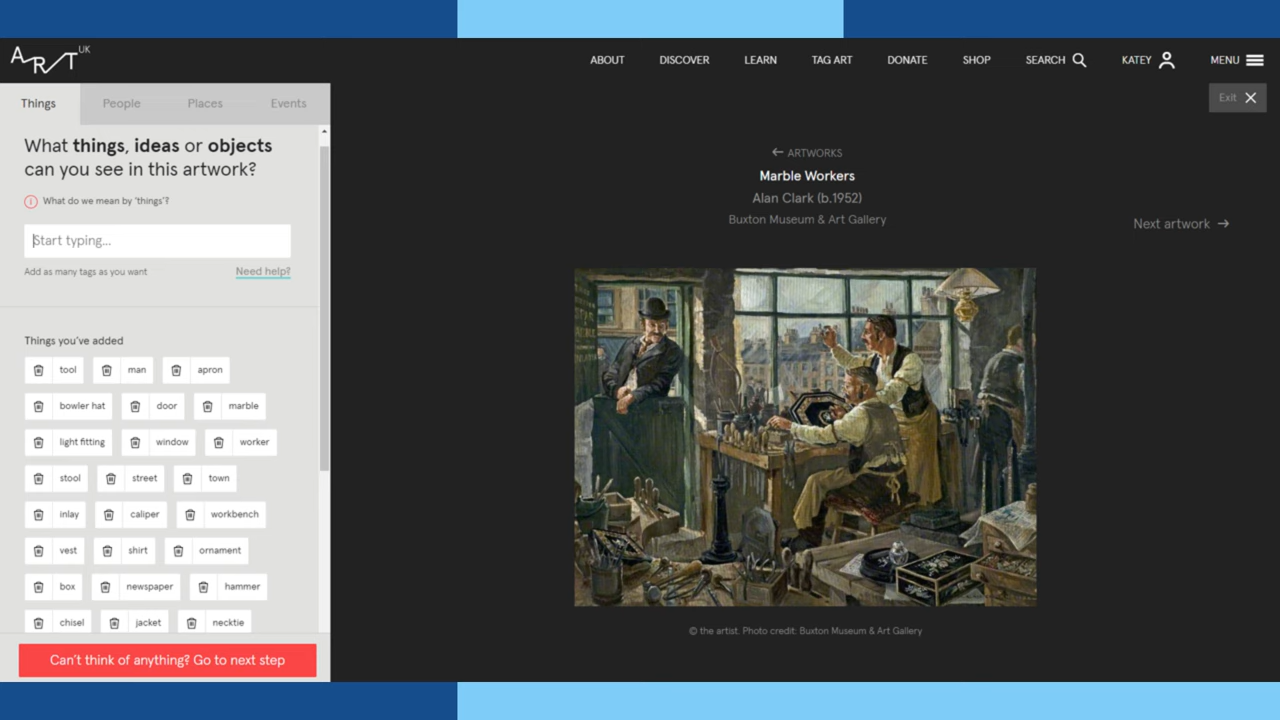 ART UK
ABOUT DISCOVER LEARN TAG ART DONATE SHOP SEARCH KATEY MENU
Things People Places Events
Exit
What things, ideas or objects
can you see in this artwork?
What do we mean by 'things'?
Start typing...
Add as many tags as you want Need help?
Things you've added
tool man apron
bowler hat door marble
light fitting window worker
stool street town
inlay caliper workbench
vest shirt ornament
box newspaper hammer
chisel jacket necktie
Can't think of anything? Go to next step
← ARTWORKS
Marble Workers
Alan Clark (b.1952)
Buxton Museum & Art Gallery
Next artwork →
© the artist. Photo credit: Buxton Museum & Art Gallery